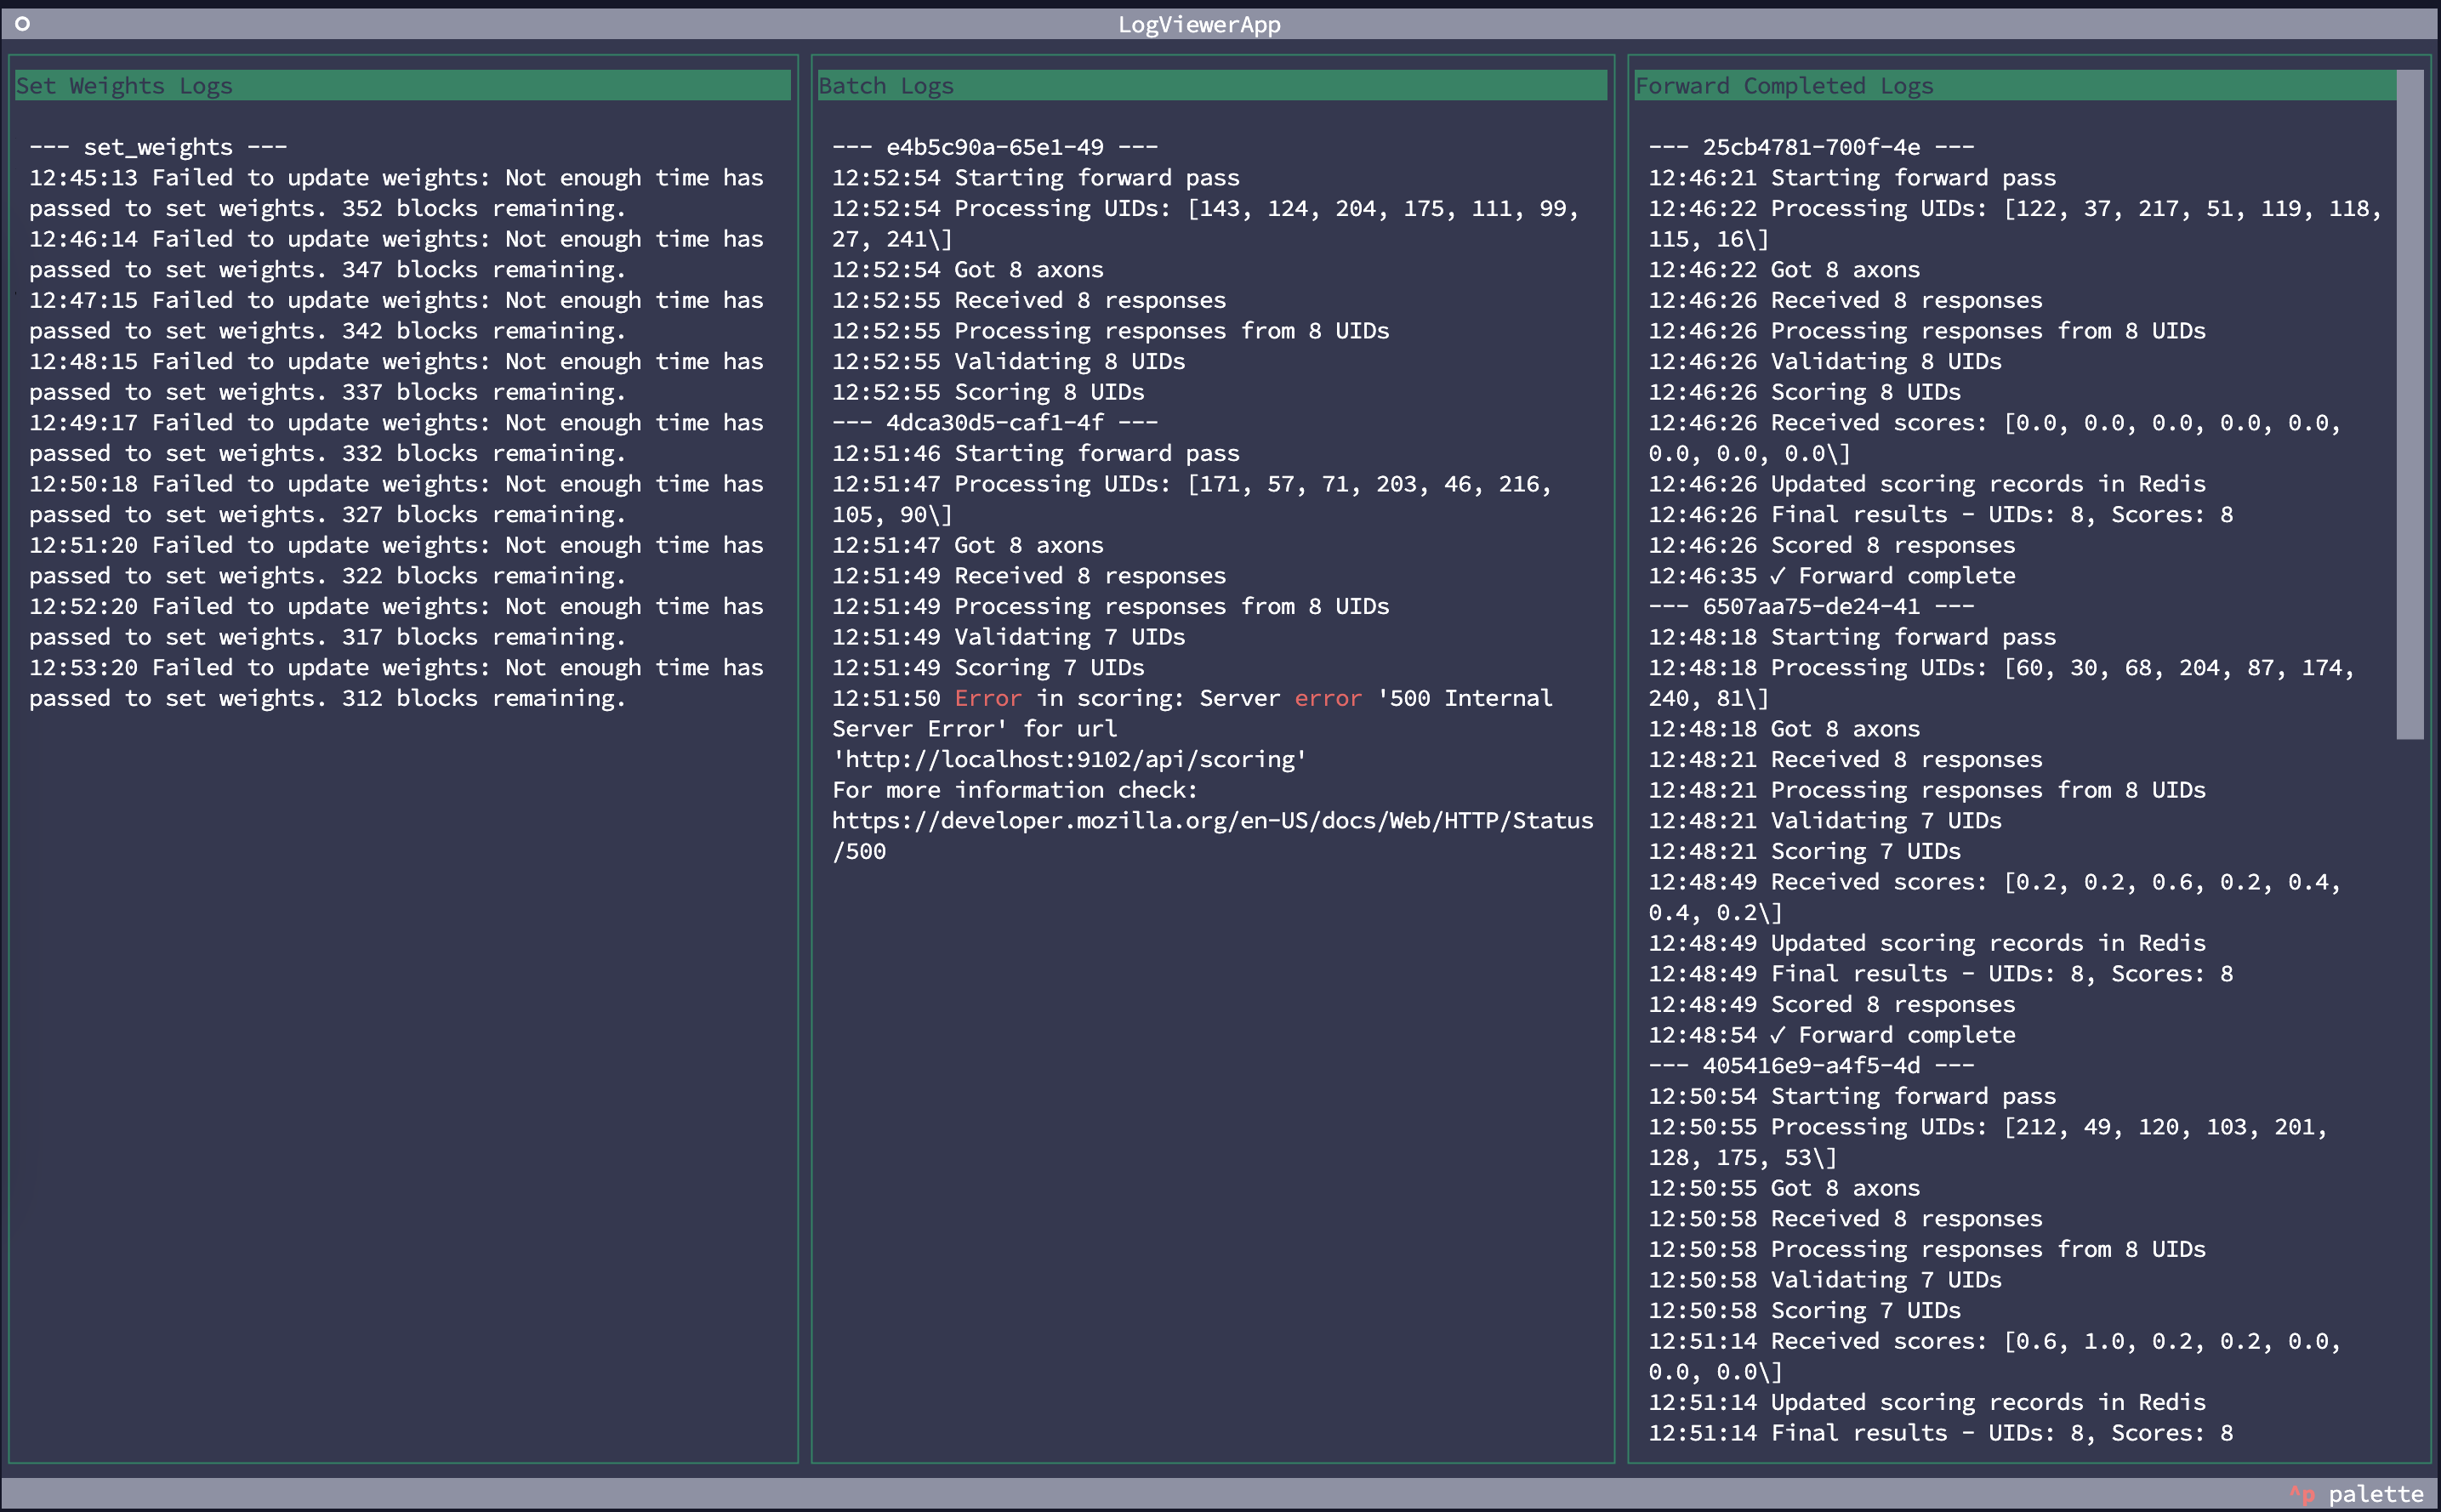 LogViewerApp
Set Weights Logs
--- set_weights ---
12:45:13 Failed to update weights: Not enough time has
passed to set weights. 352 blocks remaining.
12:46:14 Failed to update weights: Not enough time has
passed to set weights. 347 blocks remaining.
12:47:15 Failed to update weights: Not enough time has
passed to set weights. 342 blocks remaining.
12:48:15 Failed to update weights: Not enough time has
passed to set weights. 337 blocks remaining.
12:49:17 Failed to update weights: Not enough time has
passed to set weights. 332 blocks remaining.
12:50:18 Failed to update weights: Not enough time has
passed to set weights. 327 blocks remaining.
12:51:20 Failed to update weights: Not enough time has
passed to set weights. 322 blocks remaining.
12:52:20 Failed to update weights: Not enough time has
passed to set weights. 317 blocks remaining.
12:53:20 Failed to update weights: Not enough time has
passed to set weights. 312 blocks remaining.
Batch Logs
--- e4b5c90a-65e1-49 ---
12:52:54 Starting forward pass
12:52:54 Processing UIDs: [143, 124, 204, 175, 111, 99,
27, 241\]
12:52:54 Got 8 axons
12:52:55 Received 8 responses
12:52:55 Processing responses from 8 UIDs
12:52:55 Validating 8 UIDs
12:52:55 Scoring 8 UIDs
--- 4dca30d5-caf1-4f ---
12:51:46 Starting forward pass
12:51:47 Processing UIDs: [171, 57, 71, 203, 46, 216,
105, 90\]
12:51:47 Got 8 axons
12:51:49 Received 8 responses
12:51:49 Processing responses from 8 UIDs
12:51:49 Validating 7 UIDs
12:51:49 Scoring 7 UIDs
12:51:50 Error in scoring: Server error '500 Internal
Server Error' for url
'http://localhost:9102/api/scoring'
For more information check:
https://developer.mozilla.org/en-US/docs/Web/HTTP/Status
/500
Forward Completed Logs
--- 25cb4781-700f-4e ---
12:46:21 Starting forward pass
12:46:22 Processing UIDs: [122, 37, 217, 51, 119, 118,
115, 16\]
12:46:22 Got 8 axons
12:46:26 Received 8 responses
12:46:26 Processing responses from 8 UIDs
12:46:26 Validating 8 UIDs
12:46:26 Scoring 8 UIDs
12:46:26 Received scores: [0.0, 0.0, 0.0, 0.0, 0.0,
0.0, 0.0, 0.0\]
12:46:26 Updated scoring records in Redis
12:46:26 Final results - UIDs: 8, Scores: 8
12:46:26 Scored 8 responses
12:46:35 ✓ Forward complete
--- 6507aa75-de24-41 ---
12:48:18 Starting forward pass
12:48:18 Processing UIDs: [60, 30, 68, 204, 87, 174,
240, 81\]
12:48:18 Got 8 axons
12:48:21 Received 8 responses
12:48:21 Processing responses from 8 UIDs
12:48:21 Validating 7 UIDs
12:48:21 Scoring 7 UIDs
12:48:49 Received scores: [0.2, 0.2, 0.6, 0.2, 0.4,
0.4, 0.2\]
12:48:49 Updated scoring records in Redis
12:48:49 Final results - UIDs: 8, Scores: 8
12:48:49 Scored 8 responses
12:48:54 ✓ Forward complete
--- 405416e9-a4f5-4d ---
12:50:54 Starting forward pass
12:50:55 Processing UIDs: [212, 49, 120, 103, 201,
128, 175, 53\]
12:50:55 Got 8 axons
12:50:58 Received 8 responses
12:50:58 Processing responses from 8 UIDs
12:50:58 Validating 7 UIDs
12:50:58 Scoring 7 UIDs
12:51:14 Received scores: [0.6, 1.0, 0.2, 0.2, 0.0,
0.0, 0.0\]
12:51:14 Updated scoring records in Redis
12:51:14 Final results - UIDs: 8, Scores: 8
^p palette